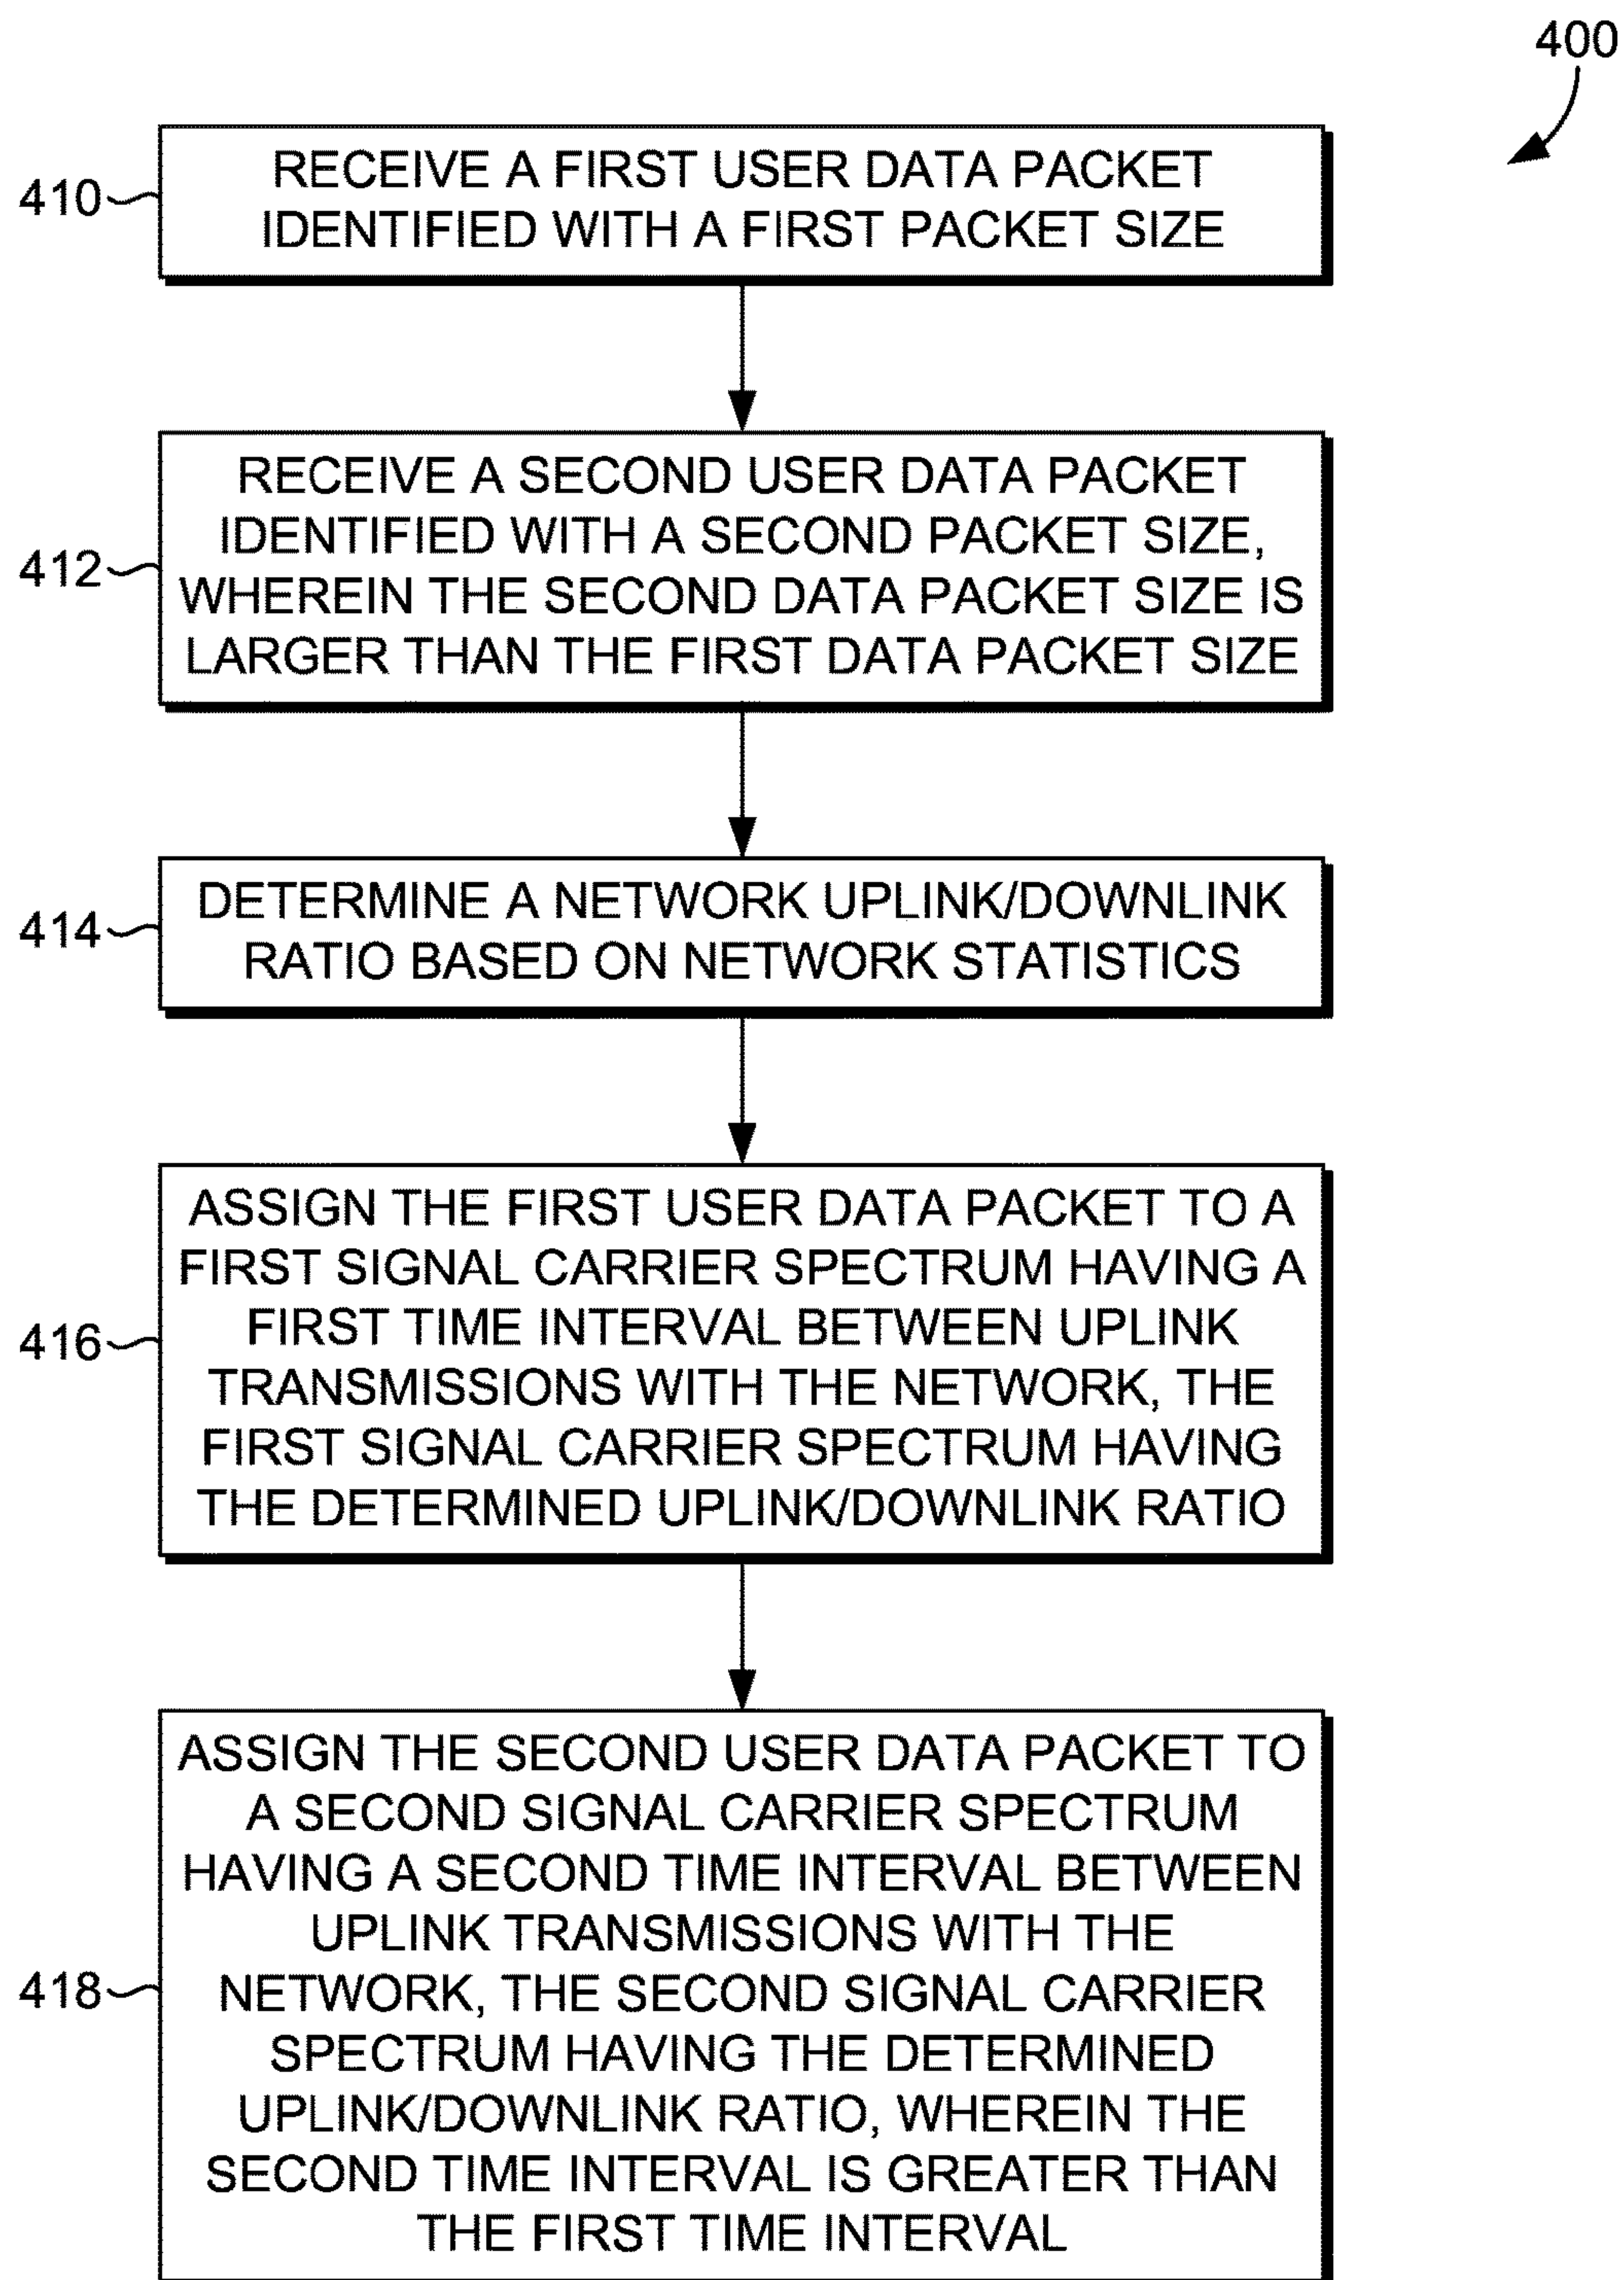 400
410
RECEIVE A FIRST USER DATA PACKET
IDENTIFIED WITH A FIRST PACKET SIZE
412
RECEIVE A SECOND USER DATA PACKET
IDENTIFIED WITH A SECOND PACKET SIZE,
WHEREIN THE SECOND DATA PACKET SIZE IS
LARGER THAN THE FIRST DATA PACKET SIZE
414
DETERMINE A NETWORK UPLINK/DOWNLINK
RATIO BASED ON NETWORK STATISTICS
416
ASSIGN THE FIRST USER DATA PACKET TO A
FIRST SIGNAL CARRIER SPECTRUM HAVING A
FIRST TIME INTERVAL BETWEEN UPLINK
TRANSMISSIONS WITH THE NETWORK, THE
FIRST SIGNAL CARRIER SPECTRUM HAVING
THE DETERMINED UPLINK/DOWNLINK RATIO
418
ASSIGN THE SECOND USER DATA PACKET TO
A SECOND SIGNAL CARRIER SPECTRUM
HAVING A SECOND TIME INTERVAL BETWEEN
UPLINK TRANSMISSIONS WITH THE
NETWORK, THE SECOND SIGNAL CARRIER
SPECTRUM HAVING THE DETERMINED
UPLINK/DOWNLINK RATIO, WHEREIN THE
SECOND TIME INTERVAL IS GREATER THAN
THE FIRST TIME INTERVAL